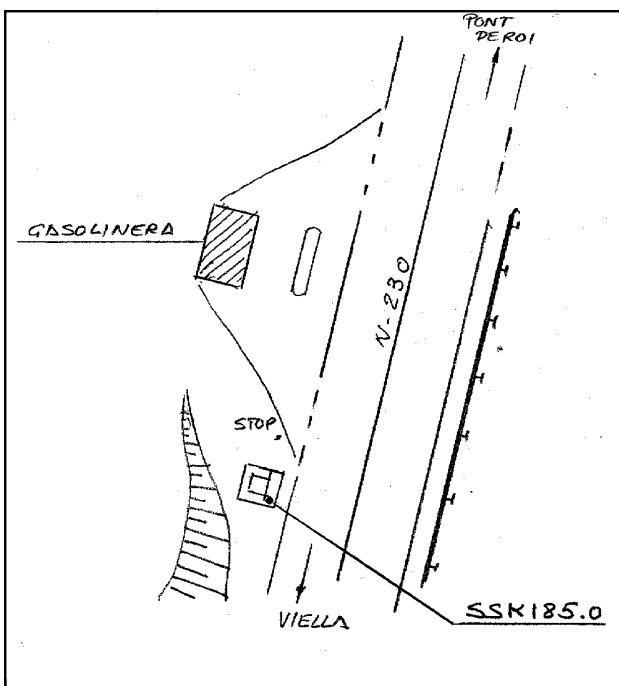 PONT
DE ROI
GASOLINERA
N-230
STOP
VIELLA
SSK185.0